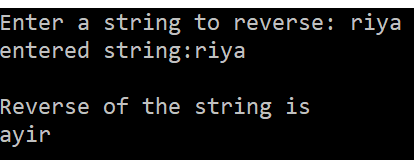 Enter a string to reverse: riya
entered string:riya
Reverse of the string is
ayir